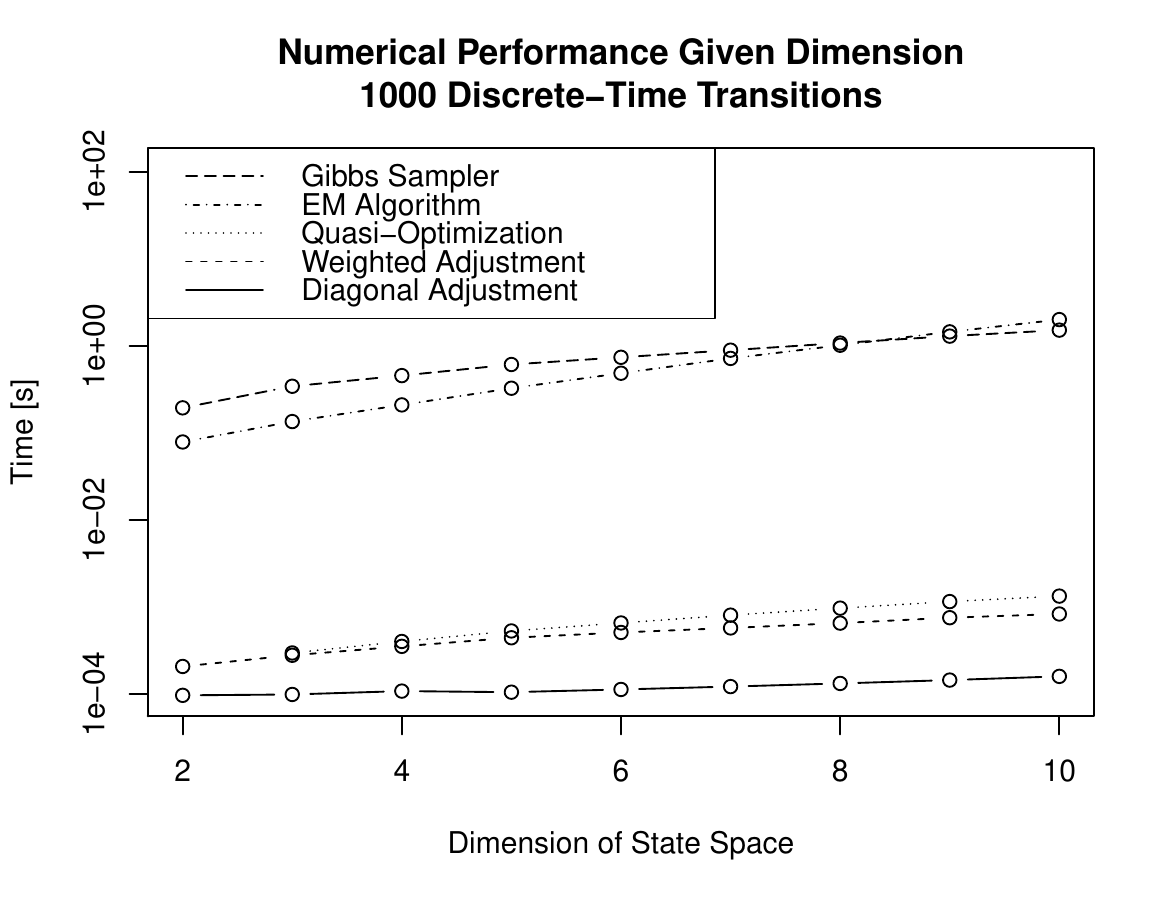 Numerical Performance Given Dimension
1000 Discrete−Time Transitions
Gibbs Sampler
EM Algorithm
Quasi−Optimization
Weighted Adjustment
Diagonal Adjustment
1e+02
1e+00
1e−02
1e−04
Time [s]
2 4 6 8 10
Dimension of State Space